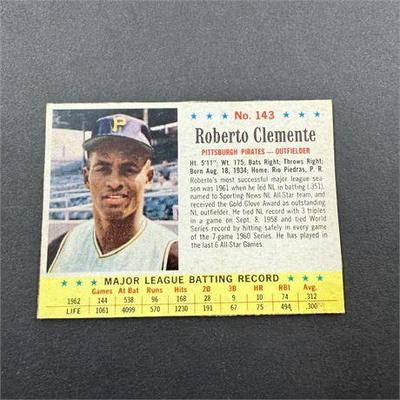 P
No. 143
Roberto Clemente
PITTSBURGH PIRATES — OUTFIELDER
Ht. 5'11"; Wt. 175; Bats Right; Throws Right;
Born Aug. 18, 1934; Home: Rio Piedras, P. R.
Roberto's most successful major league sea-
son was 1961 when he led NL in batting (.351),
named to Sporting News NL All-Star team, and
received the Gold Glove Award as outstanding
NL outfielder. He tied NL record with 3 triples
in a game on Sept. 8, 1958 and tied World
Series record by hitting safely in every game
of the 7-game 1960 Series. He has played in
the last 6 All-Star Games.
MAJOR LEAGUE BATTING RECORD
Games At Bat Runs Hits 2B 3B HR RBI Avg.
1962 144 538 96 168 28 9 10 74 .312
LIFE 1061 4099 570 1230 191 67 75 494 .300